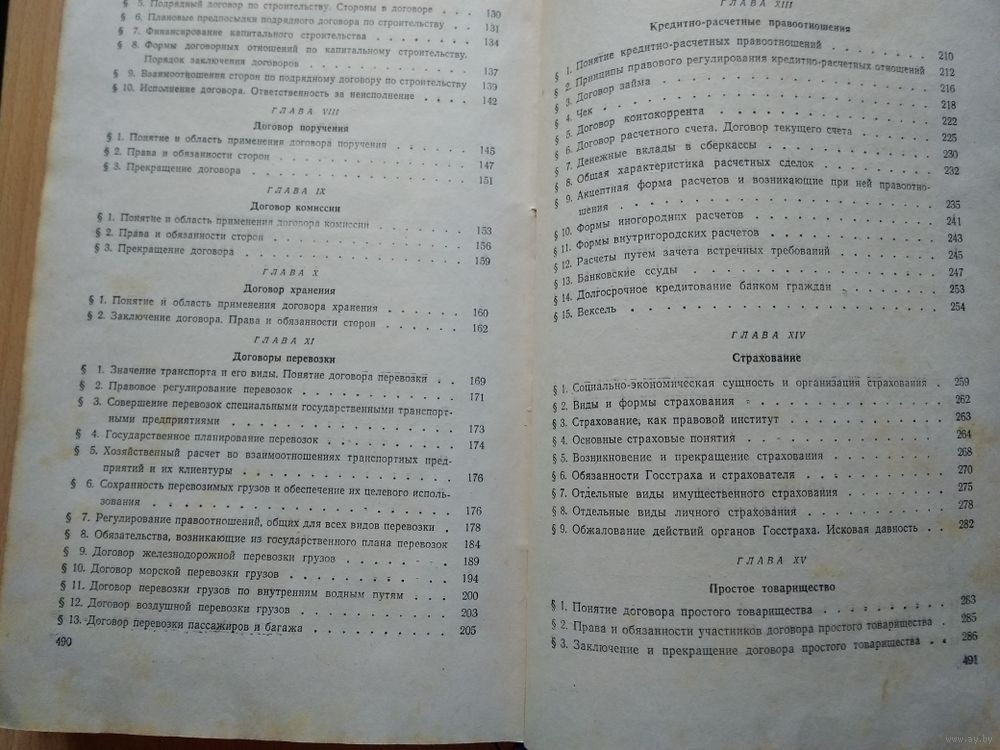 § 5. Подрядный договор по строительству. Стороны в договоре . . . 130
§ 6. Плановые предпосылки подрядного договора по строительству . . . . 131
§ 7. Финансирование капитального строительства . . . . . . . . 134
§ 8. Формы договорных отношений по капитальному строительству.
Порядок заключения договоров . . . . . . . . . . . . 137
§ 9. Взаимоотношения сторон по подрядному договору по строительству 139
§ 10. Исполнение договора. Ответственность за неисполнение . . . . . 142
ГЛАВА VIII
Договор поручения
§ 1. Понятие и область применения договора поручения . . . . . . 145
§ 2. Права и обязанности сторон . . . . . . . . . . . . 147
§ 3. Прекращение договора . . . . . . . . . . . . . . 151
ГЛАВА IX
Договор комиссии
§ 1. Понятие и область применения договора комиссии . . . . . . 153
§ 2. Права и обязанности сторон . . . . . . . . . . . . 156
§ 3. Прекращение договора . . . . . . . . . . . . . . 159
ГЛАВА X
Договор хранения
§ 1. Понятие и область применения договора хранения . . . . . . 160
§ 2. Заключение договора. Права и обязанности сторон . . . . . . 162
ГЛАВА XI
Договоры перевозки
§ 1. Значение транспорта и его виды. Понятие договора перевозки . . 169
§ 2. Правовое регулирование перевозок . . . . . . . . . . 171
§ 3. Совершение перевозок специальными государственными транспорт-
ными предприятиями . . . . . . . . . . . . . . 173
§ 4. Государственное планирование перевозок . . . . . . . . . 174
§ 5. Хозяйственный расчет во взаимоотношениях транспортных пред-
приятий и их клиентуры . . . . . . . . . . . . . 176
§ 6. Сохранность перевозимых грузов и обеспечение их целевого исполь-
зования . . . . . . . . . . . . . . . . . . 176
§ 7. Регулирование правоотношений, общих для всех видов перевозки . 178
§ 8. Обязательства, возникающие из государственного плана перевозок 184
§ 9. Договор железнодорожной перевозки грузов . . . . . . . 189
§ 10. Договор морской перевозки грузов . . . . . . . . . . 194
§ 11. Договор перевозки грузов по внутренним водным путям . . . . 200
§ 12. Договор воздушной перевозки грузов . . . . . . . . . 203
§ 13. Договор перевозки пассажиров и багажа . . . . . . . . . 205
490
ГЛАВА XIII
Кредитно-расчетные правоотношения
§ 1. Понятие кредитно-расчетных правоотношений . . . . . . . 210
§ 2. Принципы правового регулирования кредитно-расчетных отношений 212
§ 3. Договор займа . . . . . . . . . . . . . . . . 216
§ 4. Чек . . . . . . . . . . . . . . . . . . . 218
§ 5. Договор контокоррента . . . . . . . . . . . . . 222
§ 6. Договор расчетного счета. Договор текущего счета . . . . . . 225
§ 7. Денежные вклады в сберкассы . . . . . . . . . . . 230
§ 8. Общая характеристика расчетных сделок . . . . . . . . 232
§ 9. Акцептная форма расчетов и возникающие при ней правоотно-
шения . . . . . . . . . . . . . . . . . . 235
§ 10. Формы иногородних расчетов . . . . . . . . . . . 241
§ 11. Формы внутригородских расчетов . . . . . . . . . . 243
§ 12. Расчеты путем зачета встречных требований . . . . . . . 245
§ 13. Банковские ссуды . . . . . . . . . . . . . . . 247
§ 14. Долгосрочное кредитование банком граждан . . . . . . . 253
§ 15. Вексель . . . . . . . . . . . . . . . . . . 254
ГЛАВА XIV
Страхование
§ 1. Социально-экономическая сущность и организация страхования . 259
§ 2. Виды и формы страхования . . . . . . . . . . . . 262
§ 3. Страхование, как правовой институт . . . . . . . . . 263
§ 4. Основные страховые понятия . . . . . . . . . . . . 264
§ 5. Возникновение и прекращение страхования . . . . . . . 268
§ 6. Обязанности Госстраха и страхователя . . . . . . . . . 270
§ 7. Отдельные виды имущественного страхования . . . . . . . 275
§ 8. Отдельные виды личного страхования . . . . . . . . . 278
§ 9. Обжалование действий органов Госстраха. Исковая давность . . 282
ГЛАВА XV
Простое товарищество
§ 1. Понятие договора простого товарищества . . . . . . . . 283
§ 2. Права и обязанности участников договора простого товарищества . 285
§ 3. Заключение и прекращение договора простого товарищества . . 286
491
www.ay.by